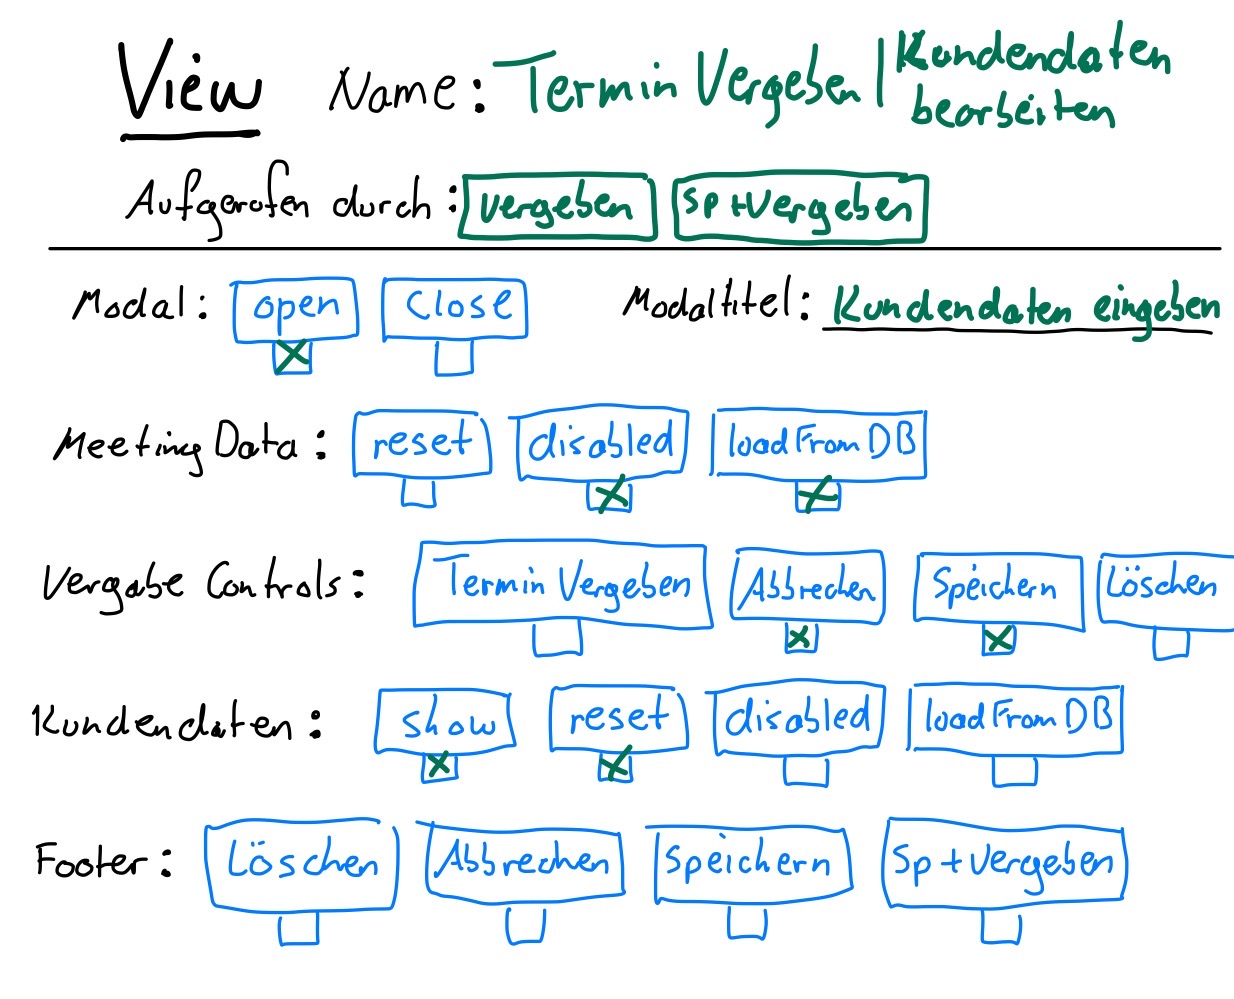 View Name: Termin Vergeben | Kundendaten
bearbeiten
Aufgerufen durch: vergeben Sp+Vergeben
Modal: open Close Modaltitel: Kundendaten eingeben
Meeting Data: reset disabled loadFromDB
Vergabe Controls: Termin Vergeben Abbrechen Speichern Löschen
Kundendaten: show reset disabled loadFromDB
Footer: Löschen Abbrechen Speichern Sp+Vergeben